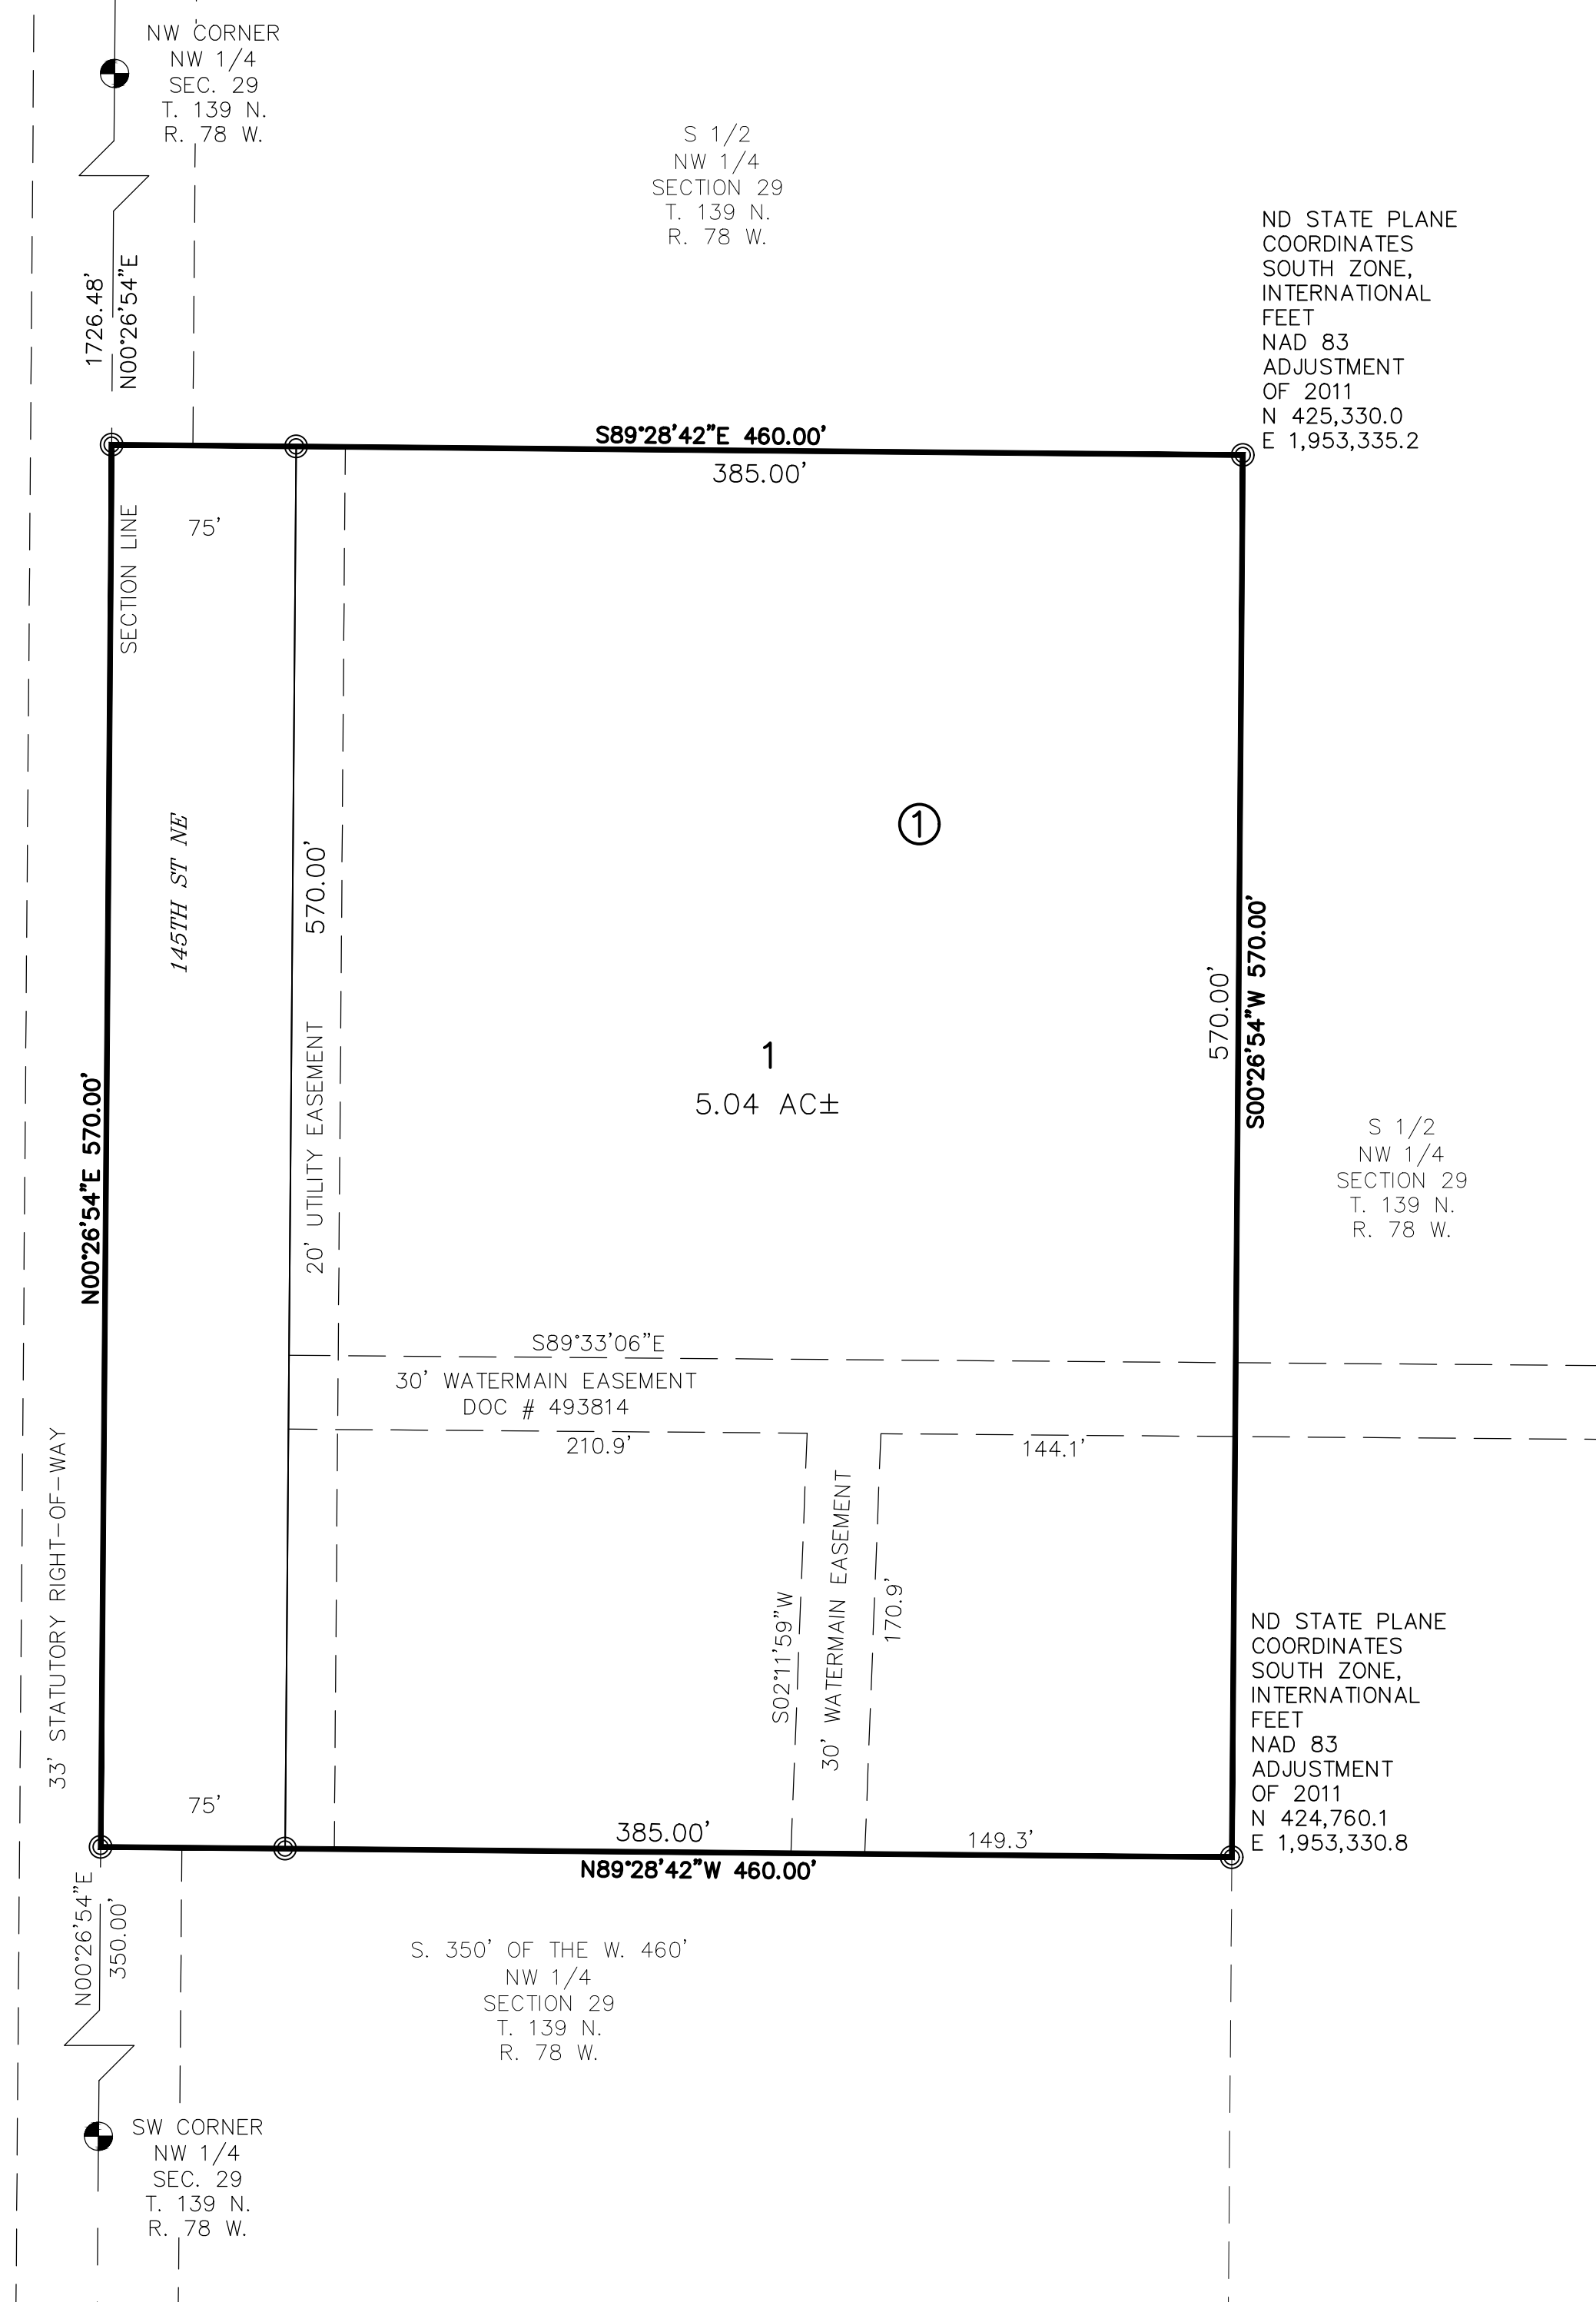 NW CORNER
NW 1/4
SEC. 29
T. 139 N.
R. 78 W.
S 1/2
NW 1/4
SECTION 29
T. 139 N.
R. 78 W.
ND STATE PLANE
COORDINATES
SOUTH ZONE,
INTERNATIONAL
FEET
NAD 83
ADJUSTMENT
OF 2011
N 425,330.0
E 1,953,335.2
1726.48'
N00°26'54"E
S89°28'42"E 460.00'
385.00'
75'
SECTION LINE
145TH ST NE
570.00'
20' UTILITY EASEMENT
1
1
5.04 AC±
570.00'
S00°26'54"W 570.00'
N00°26'54"E 570.00'
S 1/2
NW 1/4
SECTION 29
T. 139 N.
R. 78 W.
S89°33'06"E
30' WATERMAIN EASEMENT
DOC # 493814
210.9'
144.1'
33' STATUTORY RIGHT-OF-WAY
S02°11'59"W
30' WATERMAIN EASEMENT
170.9'
ND STATE PLANE
COORDINATES
SOUTH ZONE,
INTERNATIONAL
FEET
NAD 83
ADJUSTMENT
OF 2011
N 424,760.1
E 1,953,330.8
75'
385.00'
149.3'
N89°28'42"W 460.00'
N00°26'54"E
350.00'
S. 350' OF THE W. 460'
NW 1/4
SECTION 29
T. 139 N.
R. 78 W.
SW CORNER
NW 1/4
SEC. 29
T. 139 N.
R. 78 W.